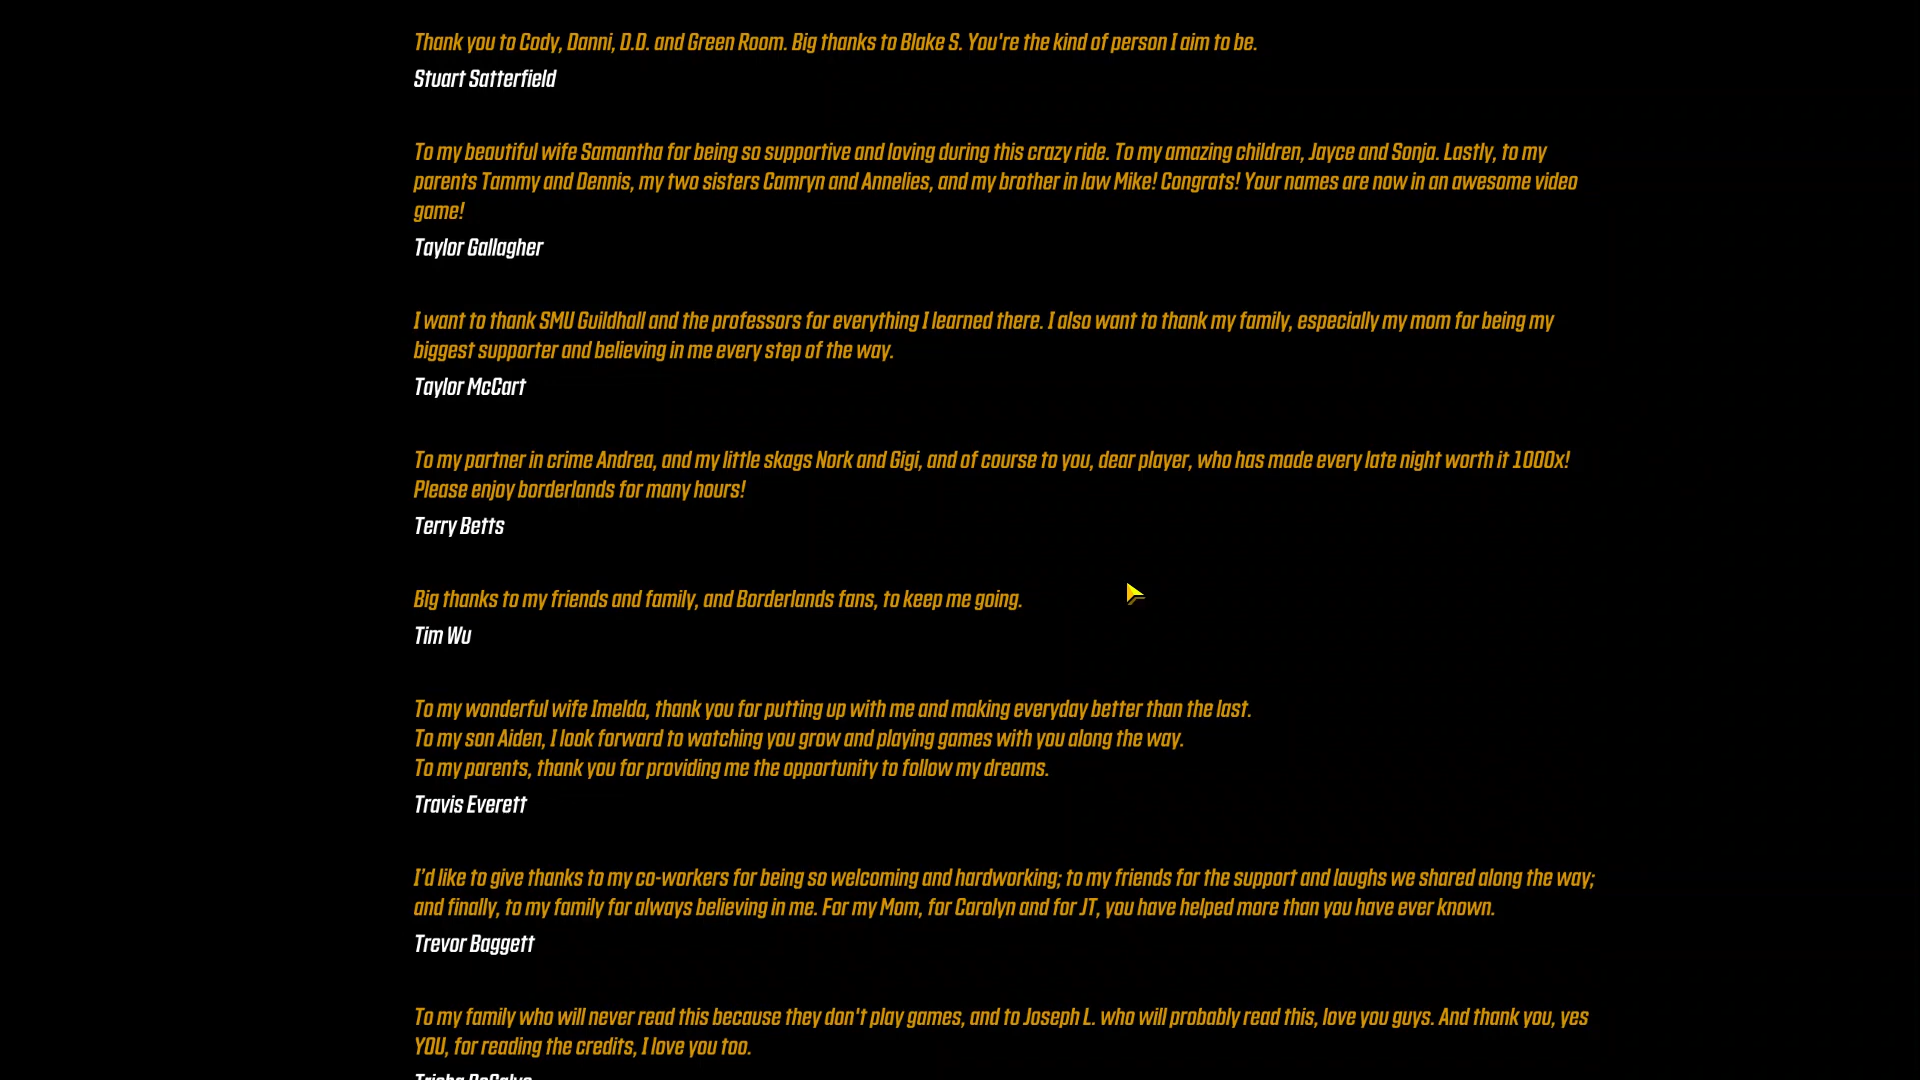 Thank you to Cody, Danni, D.D. and Green Room. Big thanks to Blake S. You're the kind of person I aim to be.
Stuart Satterfield
To my beautiful wife Samantha for being so supportive and loving during this crazy ride. To my amazing children, Jayce and Sonja. Lastly, to my
parents Tammy and Dennis, my two sisters Camryn and Annelies, and my brother in law Mike! Congrats! Your names are now in an awesome video
game!
Taylor Gallagher
I want to thank SMU Guildhall and the professors for everything I learned there. I also want to thank my family, especially my mom for being my
biggest supporter and believing in me every step of the way.
Taylor McCart
To my partner in crime Andrea, and my little skags Nork and Gigi, and of course to you, dear player, who has made every late night worth it 1000x!
Please enjoy borderlands for many hours!
Terry Betts
Big thanks to my friends and family, and Borderlands fans, to keep me going.
Tim Wu
To my wonderful wife Imelda, thank you for putting up with me and making everyday better than the last.
To my son Aiden, I look forward to watching you grow and playing games with you along the way.
To my parents, thank you for providing me the opportunity to follow my dreams.
Travis Everett
I'd like to give thanks to my co-workers for being so welcoming and hardworking; to my friends for the support and laughs we shared along the way;
and finally, to my family for always believing in me. For my Mom, for Carolyn and for JT, you have helped more than you have ever known.
Trevor Baggett
To my family who will never read this because they don't play games, and to Joseph L. who will probably read this, love you guys. And thank you, yes
YOU, for reading the credits, I love you too.